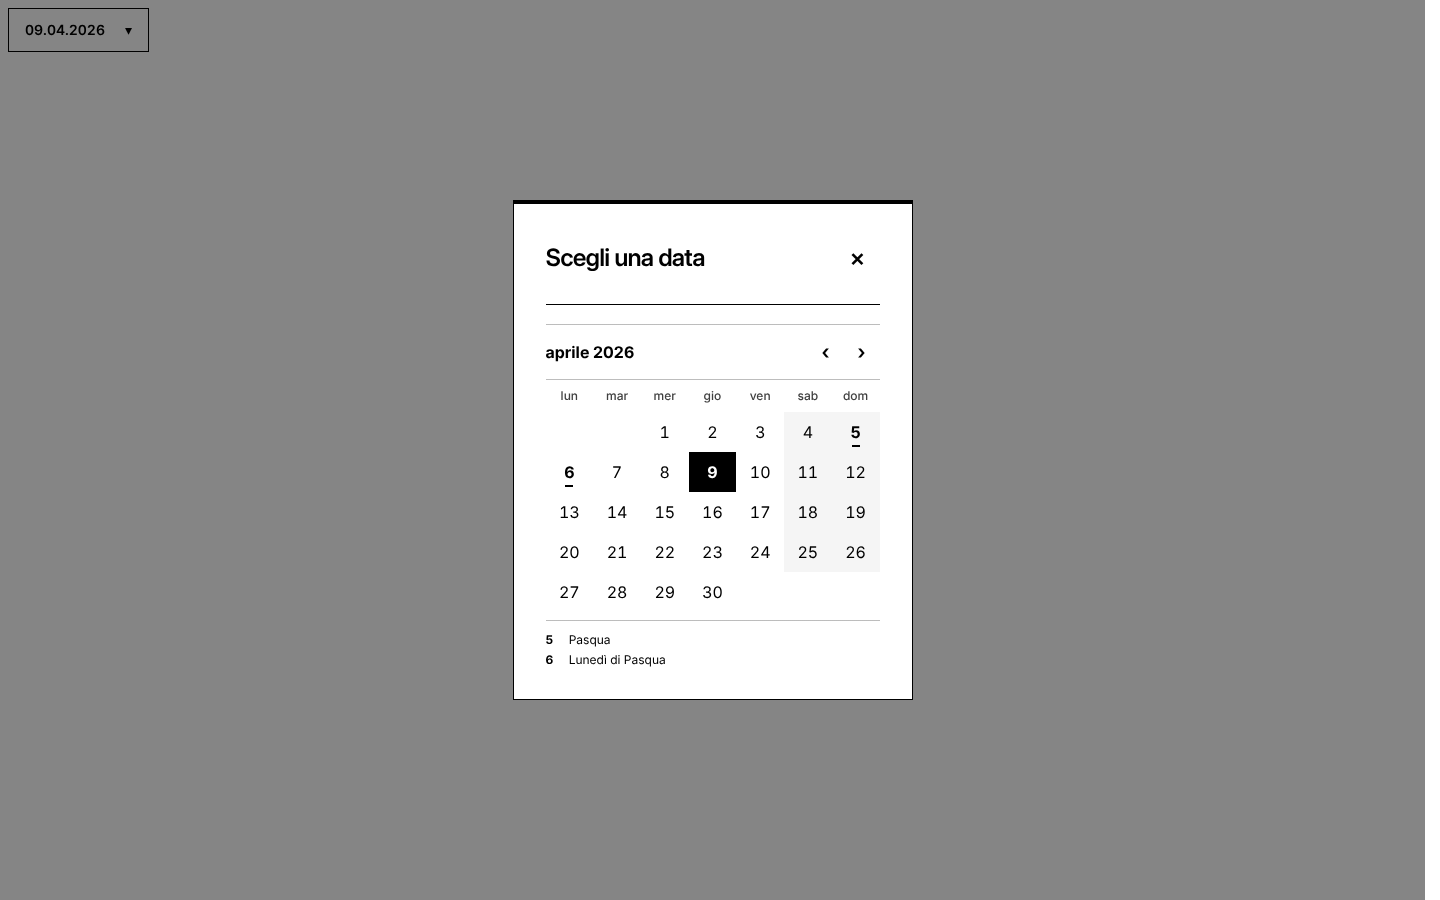 09.04.2026 ▼
Scegli una data ✕
aprile 2026 ‹ ›
lun mar mer gio ven sab dom
1 2 3 4 5
6 7 8 9 10 11 12
13 14 15 16 17 18 19
20 21 22 23 24 25 26
27 28 29 30
5 Pasqua
6 Lunedì di Pasqua